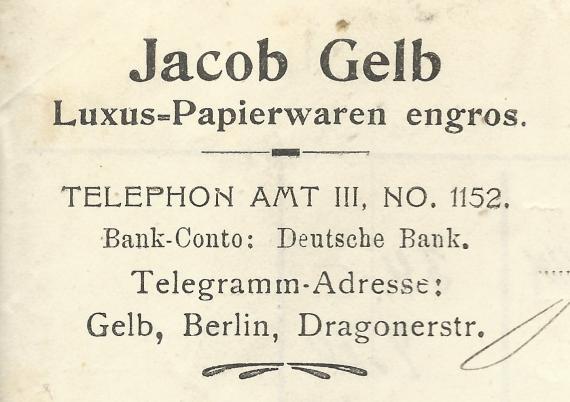 Jacob Gelb
Luxus=Papierwaren engros.
TELEPHON AMT III, NO. 1152.
Bank-Conto: Deutsche Bank.
Telegramm-Adresse:
Gelb, Berlin, Dragonerstr.